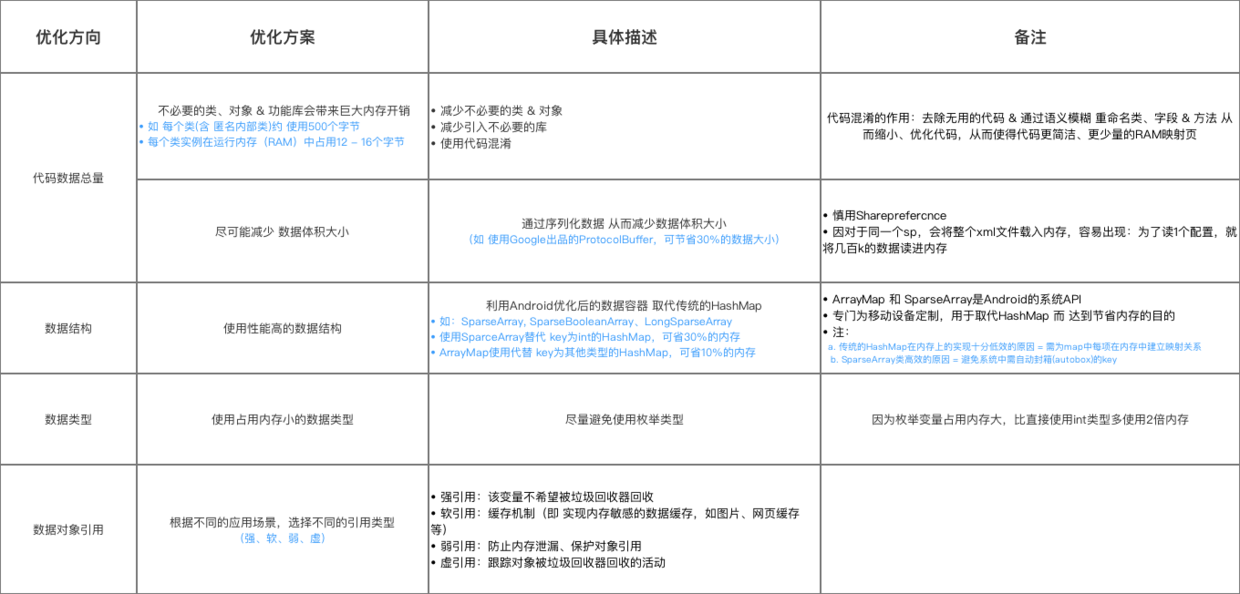 优化方向
优化方案
具体描述
备注
代码数据总量
不必要的类、对象 & 功能库会带来巨大内存开销
• 如 每个类(含 匿名内部类)约 使用500个字节
• 每个类实例在运行内存（RAM）中占用12 – 16个字节
• 减少不必要的类 & 对象
• 减少引入不必要的库
• 使用代码混淆
代码混淆的作用：去除无用的代码 & 通过语义模糊 重命名类、字段 & 方法 从
而缩小、优化代码，从而使得代码更简洁、更少量的RAM映射页
尽可能减少 数据体积大小
通过序列化数据 从而减少数据体积大小
（如 使用Google出品的ProtocolBuffer，可节省30%的数据大小）
• 慎用Shareprefercnce
• 因对于同一个sp，会将整个xml文件载入内存，容易出现：为了读1个配置，就
将几百k的数据读进内存
数据结构
使用性能高的数据结构
利用Android优化后的数据容器 取代传统的HashMap
• 如：SparseArray, SparseBooleanArray、LongSparseArray
• 使用SparceArray替代 key为int的HashMap，可省30%的内存
• ArrayMap使用代替 key为其他类型的HashMap，可省10%的内存
• ArrayMap 和 SparseArray是Android的系统API
• 专门为移动设备定制，用于取代HashMap 而 达到节省内存的目的
• 注：
a. 传统的HashMap在内存上的实现十分低效的原因 = 需为map中每项在内存中建立映射关系
b. SparseArray类高效的原因 = 避免系统中需自动封箱(autobox)的key
数据类型
使用占用内存小的数据类型
尽量避免使用枚举类型
因为枚举变量占用内存大，比直接使用int类型多使用2倍内存
数据对象引用
根据不同的应用场景，选择不同的引用类型
（强、软、弱、虚）
• 强引用：该变量不希望被垃圾回收器回收
• 软引用：缓存机制（即 实现内存敏感的数据缓存，如图片、网页缓存
等）
• 弱引用：防止内存泄漏、保护对象引用
• 虚引用：跟踪对象被垃圾回收器回收的活动